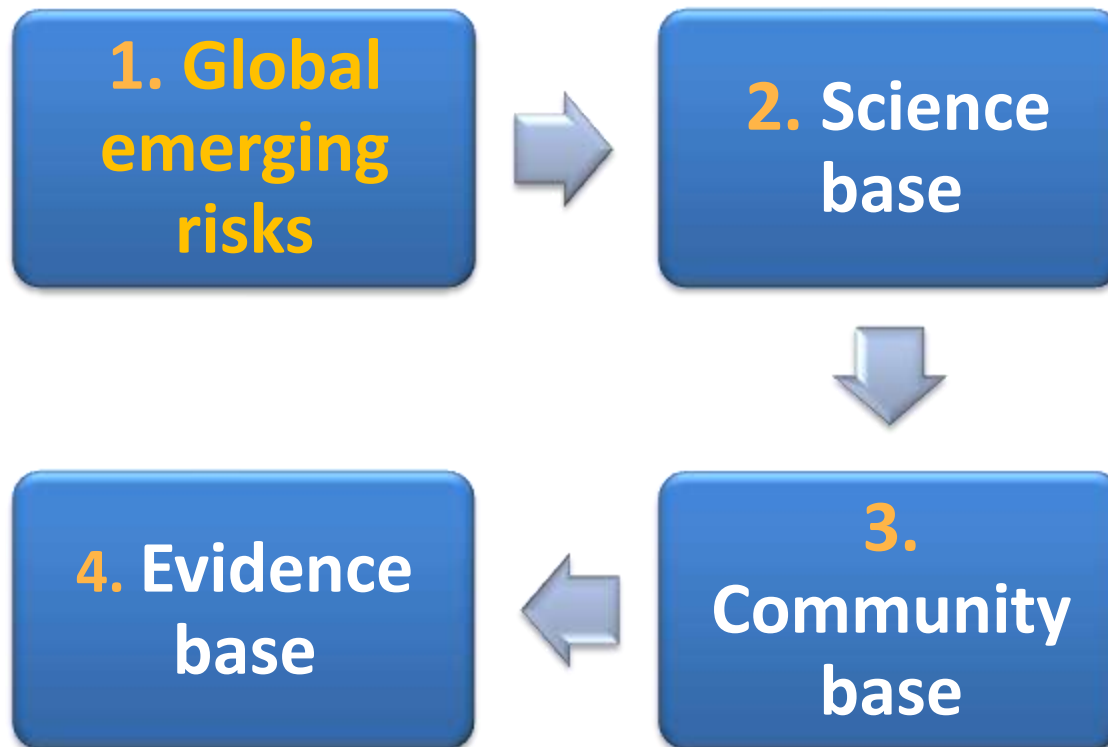 1. Global
emerging
risks
2. Science
base
3.
Community
base
4. Evidence
base